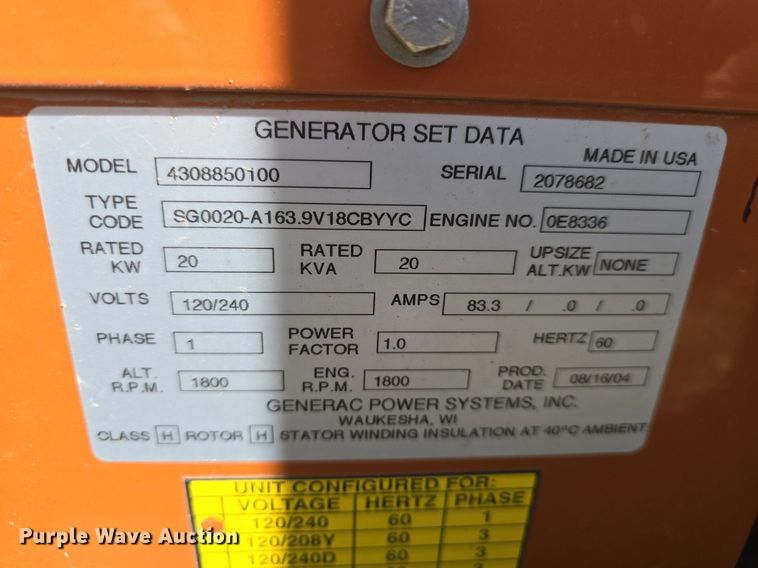 GENERATOR SET DATA
MADE IN USA
MODEL 4308850100 SERIAL 2078682
TYPE CODE SG0020-A163.9V18CBYYC ENGINE NO. 0E8336
RATED KW 20 RATED KVA 20 UPSIZE ALT.KW NONE
VOLTS 120/240 AMPS 83.3 / .0 / .0
PHASE 1 POWER FACTOR 1.0 HERTZ 60
ALT. R.P.M. 1800 ENG. R.P.M. 1800 PROD. DATE 08/16/04
GENERAC POWER SYSTEMS, INC.
WAUKESHA, WI
CLASS H ROTOR H STATOR WINDING INSULATION AT 40°C AMBIENT
UNIT CONFIGURED FOR:
VOLTAGE HERTZ PHASE
120/240 60 1
120/208Y 60 3
120/240D 60 3
Purple Wave Auction